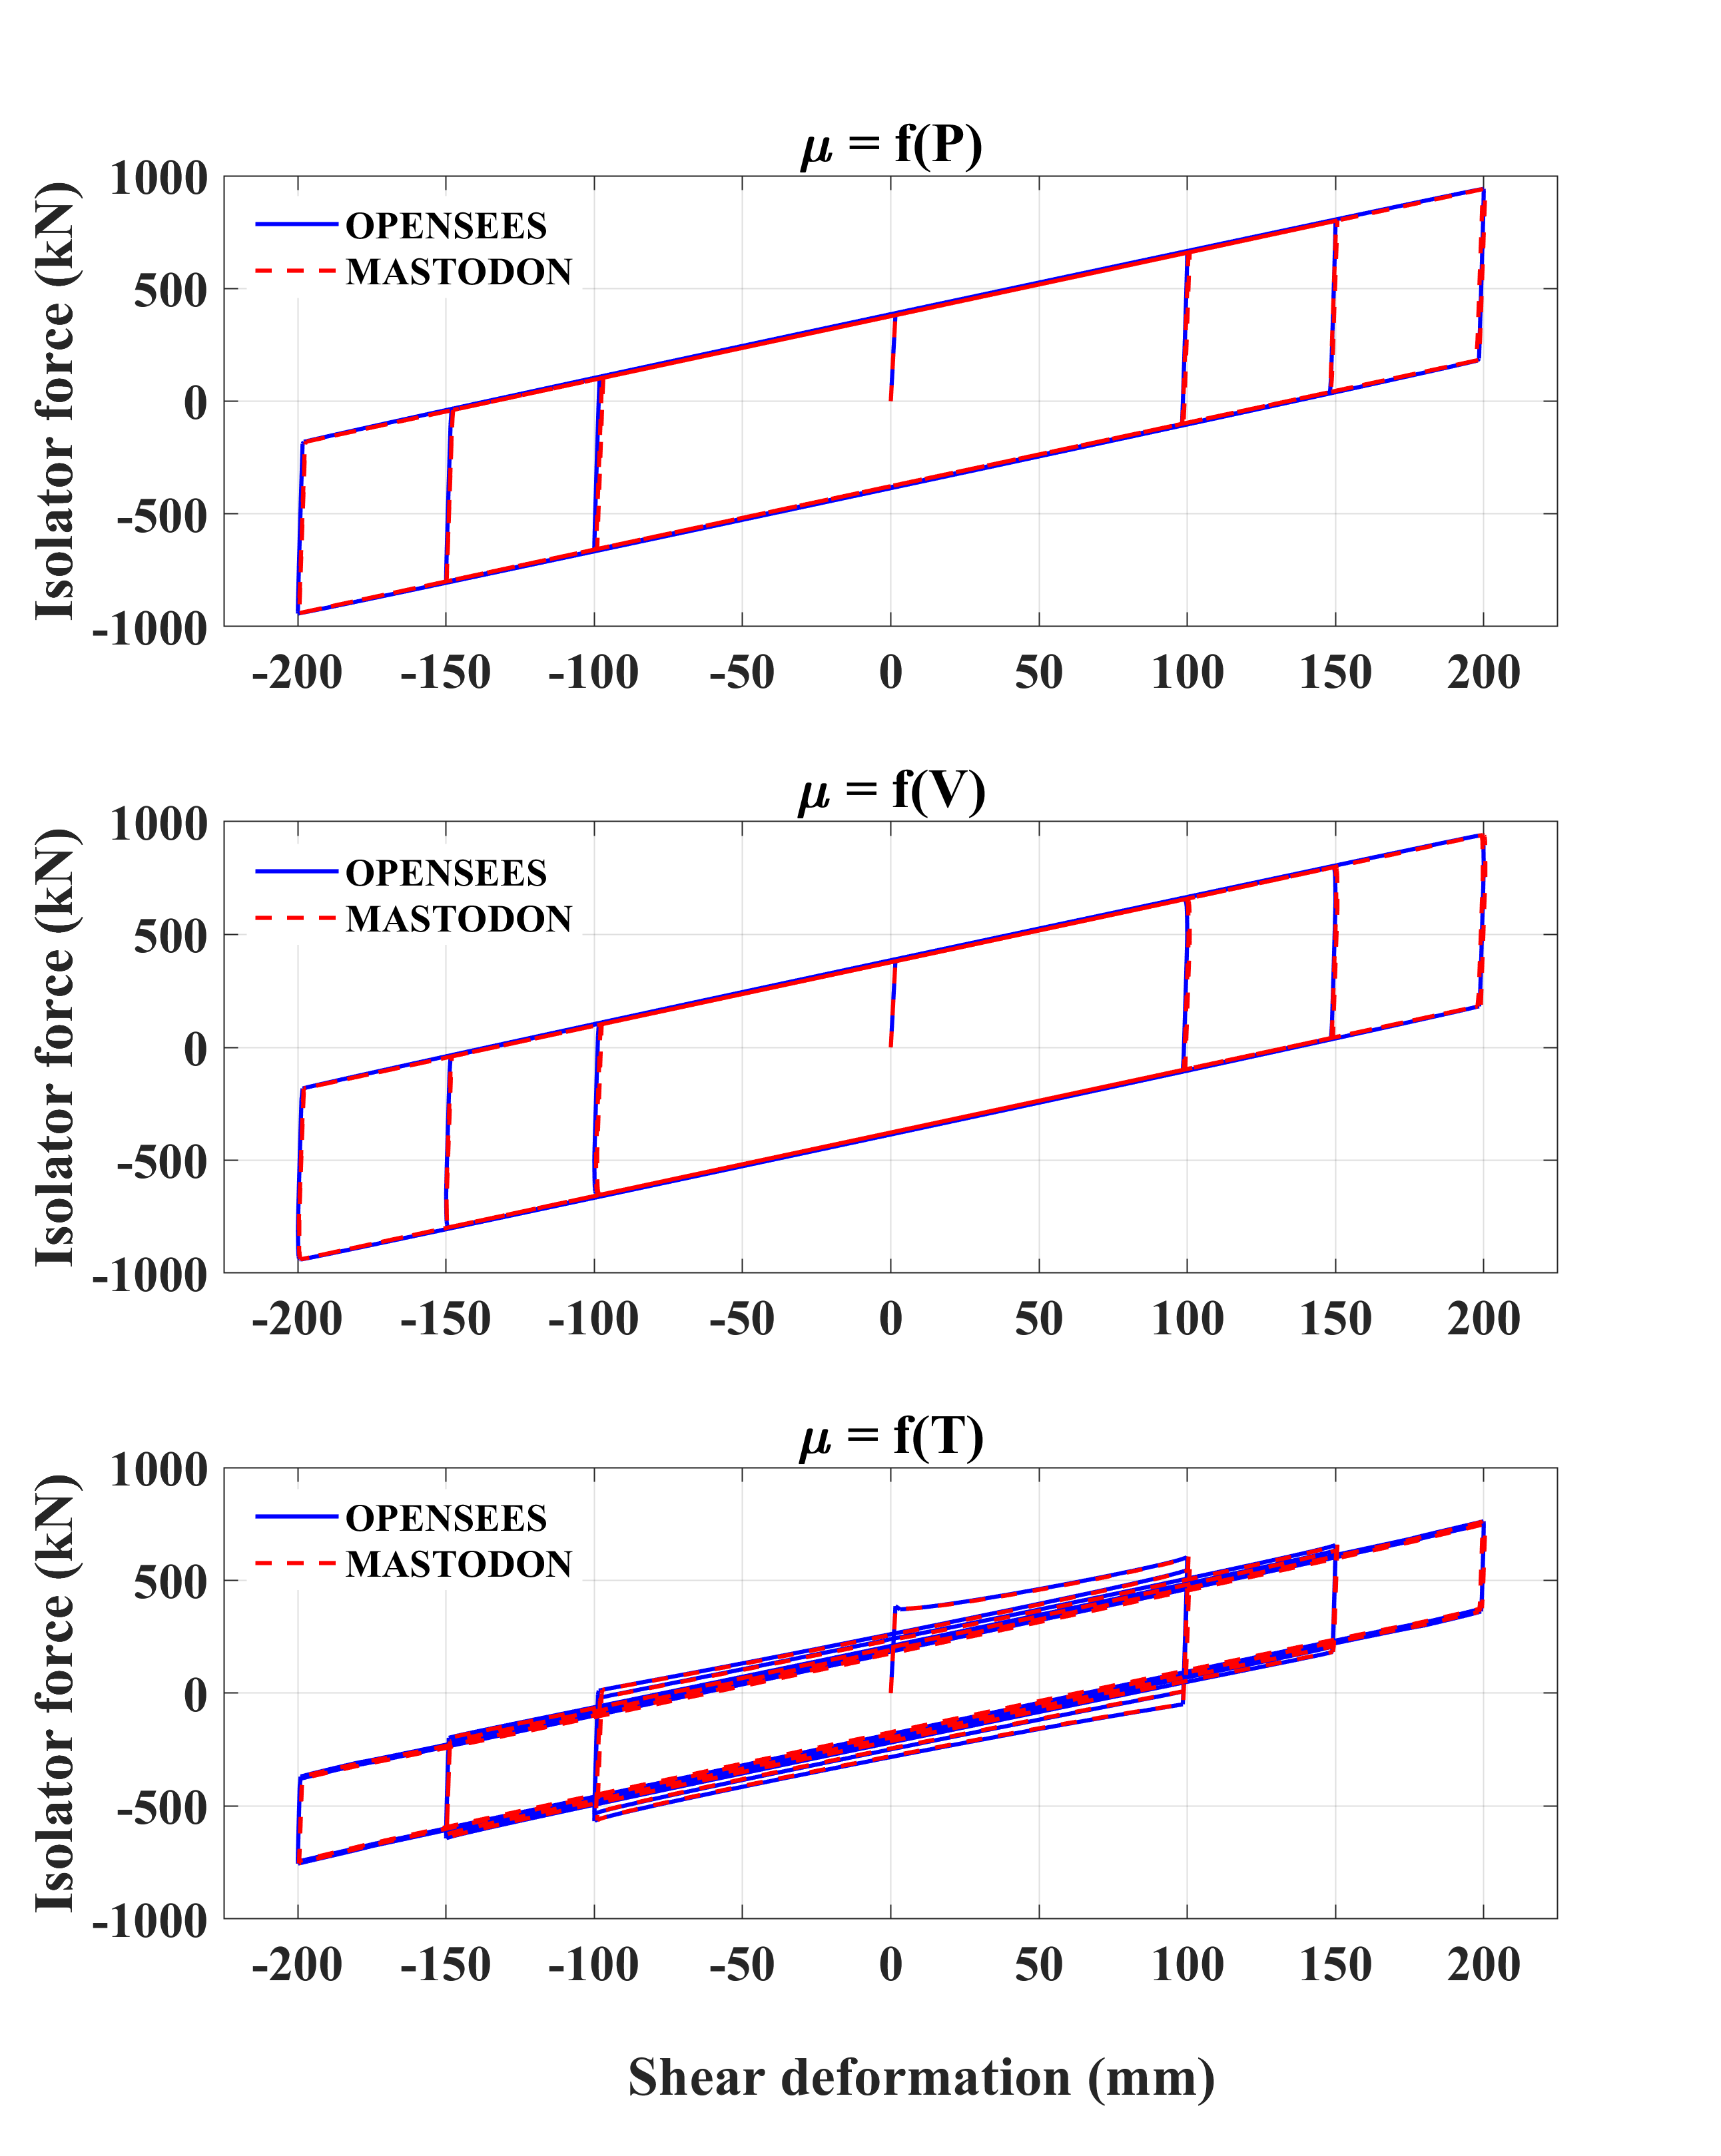 μ = f(P)
1000
500
0
-500
-1000
Isolator force (kN)
OPENSEES
MASTODON
-200 -150 -100 -50 0 50 100 150 200
μ = f(V)
1000
500
0
-500
-1000
Isolator force (kN)
OPENSEES
MASTODON
-200 -150 -100 -50 0 50 100 150 200
μ = f(T)
1000
500
0
-500
-1000
Isolator force (kN)
OPENSEES
MASTODON
-200 -150 -100 -50 0 50 100 150 200
Shear deformation (mm)